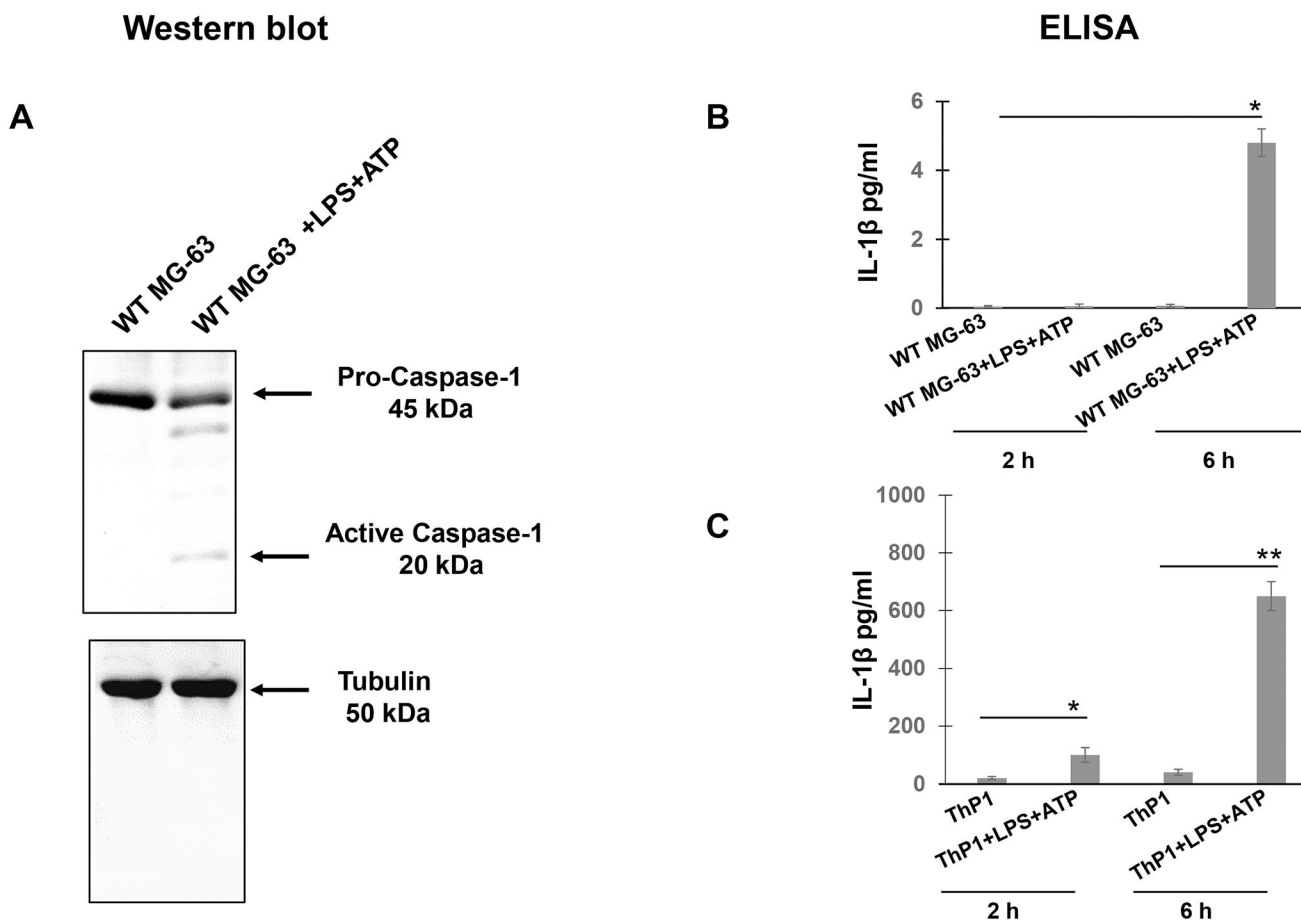 Western blot
ELISA
A
WT MG-63
WT MG-63 +LPS+ATP
Pro-Caspase-1
45 kDa
Active Caspase-1
20 kDa
Tubulin
50 kDa
B
IL-1β pg/ml
6
4
2
0
*
WT MG-63
WT MG-63+LPS+ATP
WT MG-63
WT MG-63+LPS+ATP
2 h
6 h
C
IL-1β pg/ml
1000
800
600
400
200
0
*
**
ThP1
ThP1+LPS+ATP
ThP1
ThP1+LPS+ATP
2 h
6 h